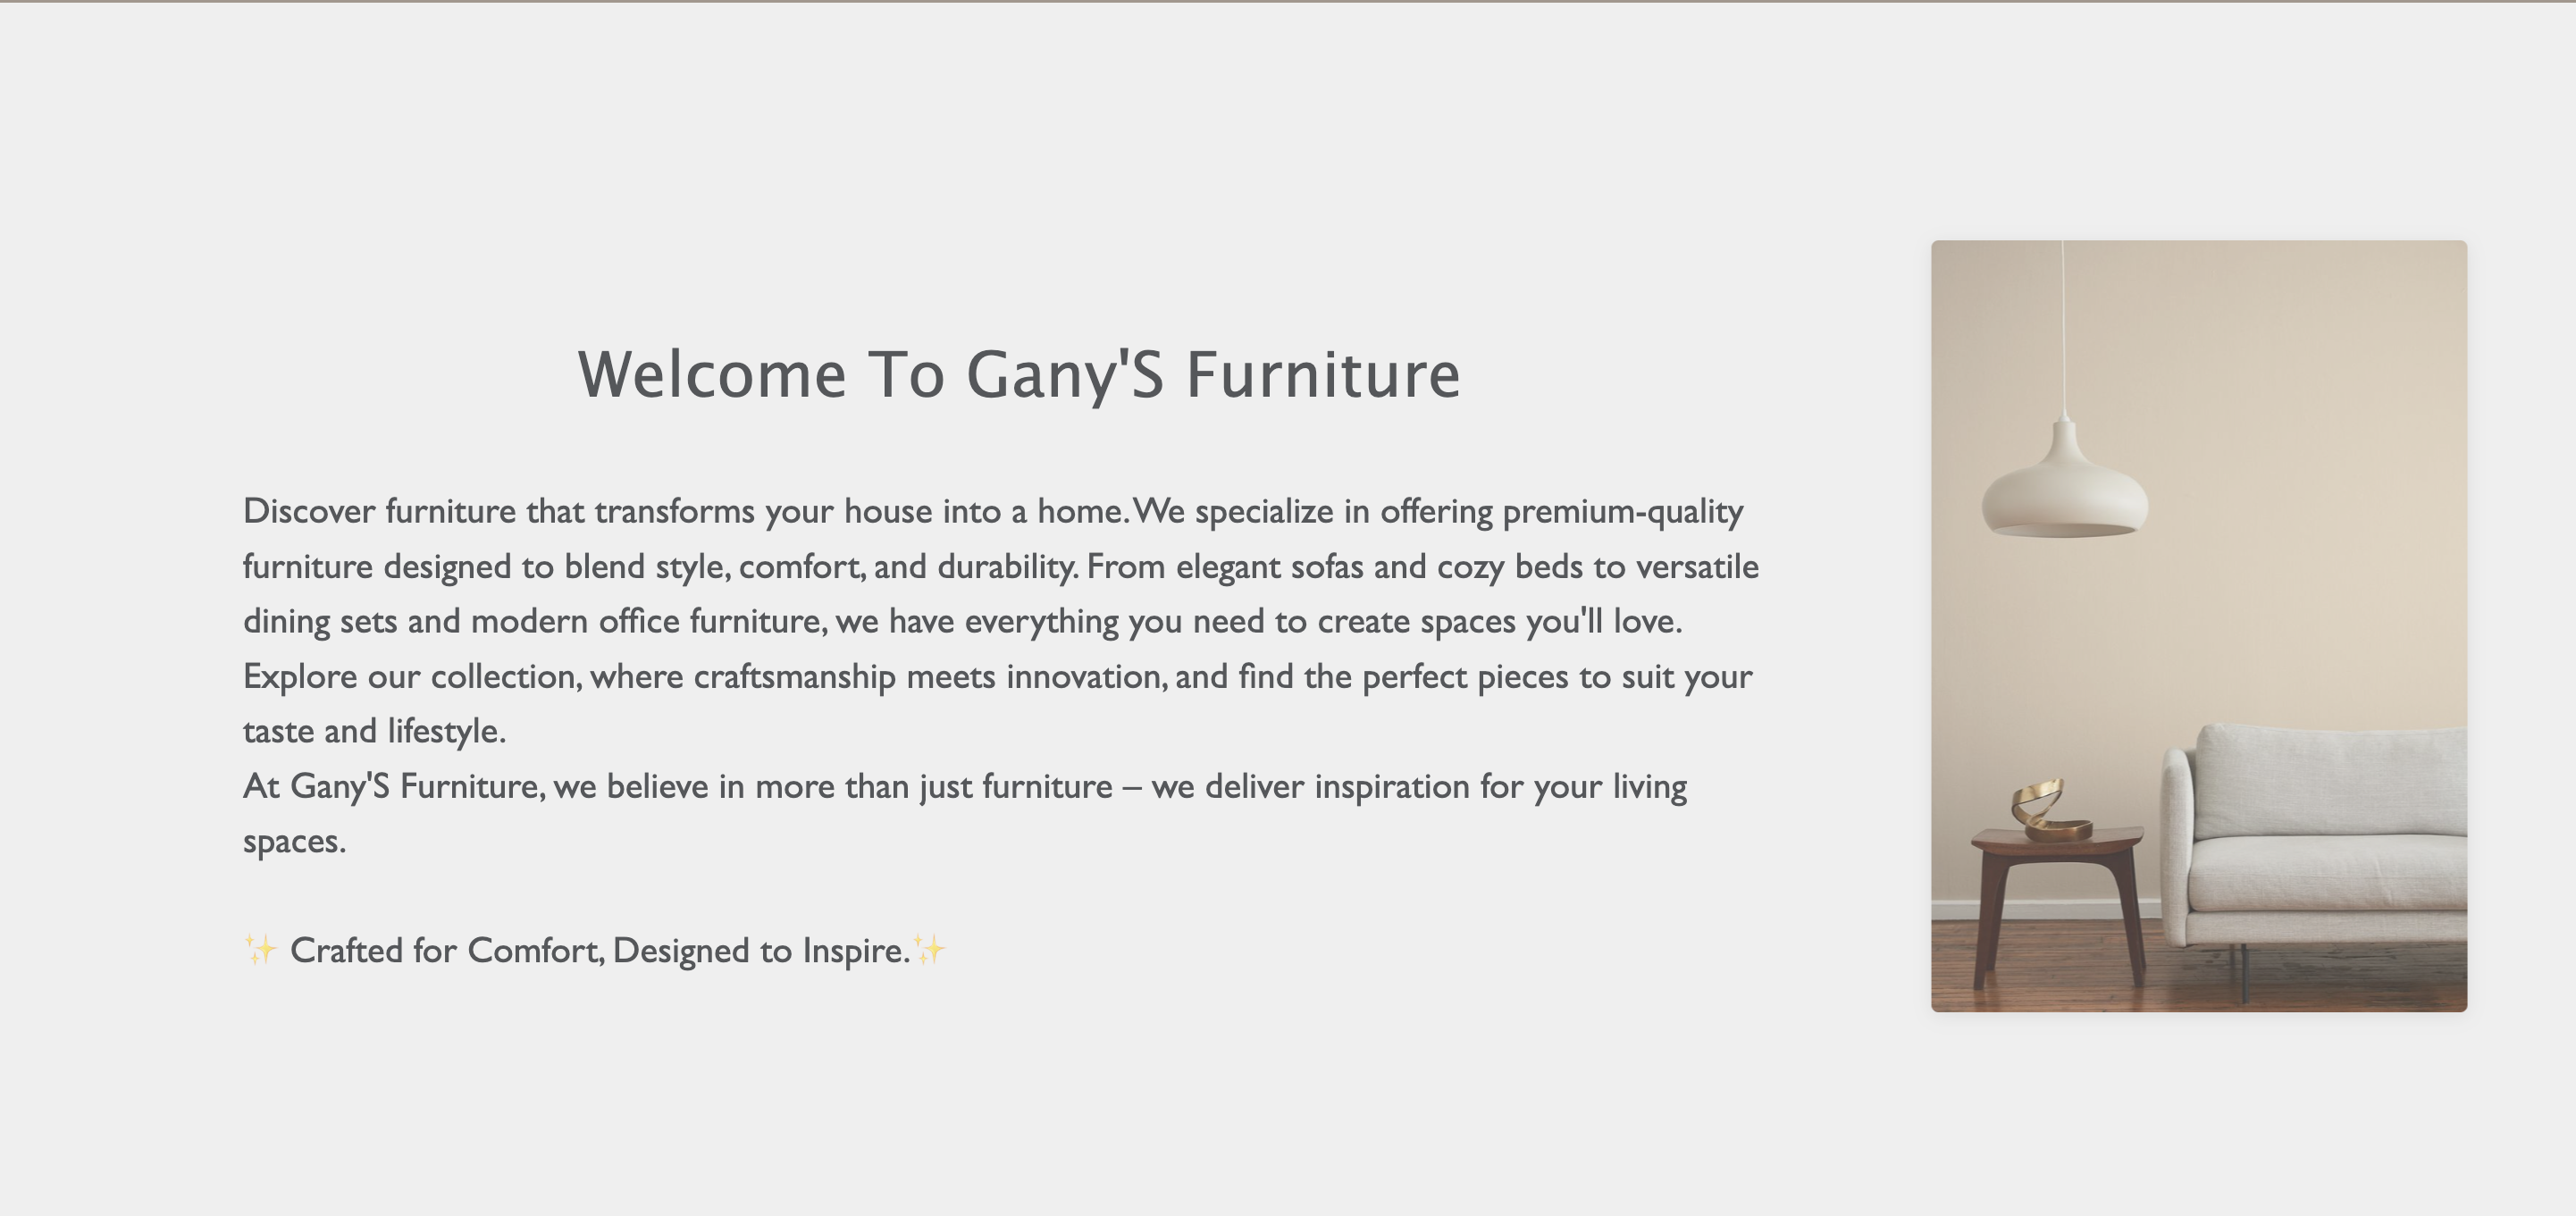 Welcome To Gany'S Furniture
Discover furniture that transforms your house into a home. We specialize in offering premium-quality
furniture designed to blend style, comfort, and durability. From elegant sofas and cozy beds to versatile
dining sets and modern office furniture, we have everything you need to create spaces you'll love.
Explore our collection, where craftsmanship meets innovation, and find the perfect pieces to suit your
taste and lifestyle.
At Gany'S Furniture, we believe in more than just furniture – we deliver inspiration for your living
spaces.
✨ Crafted for Comfort, Designed to Inspire.✨